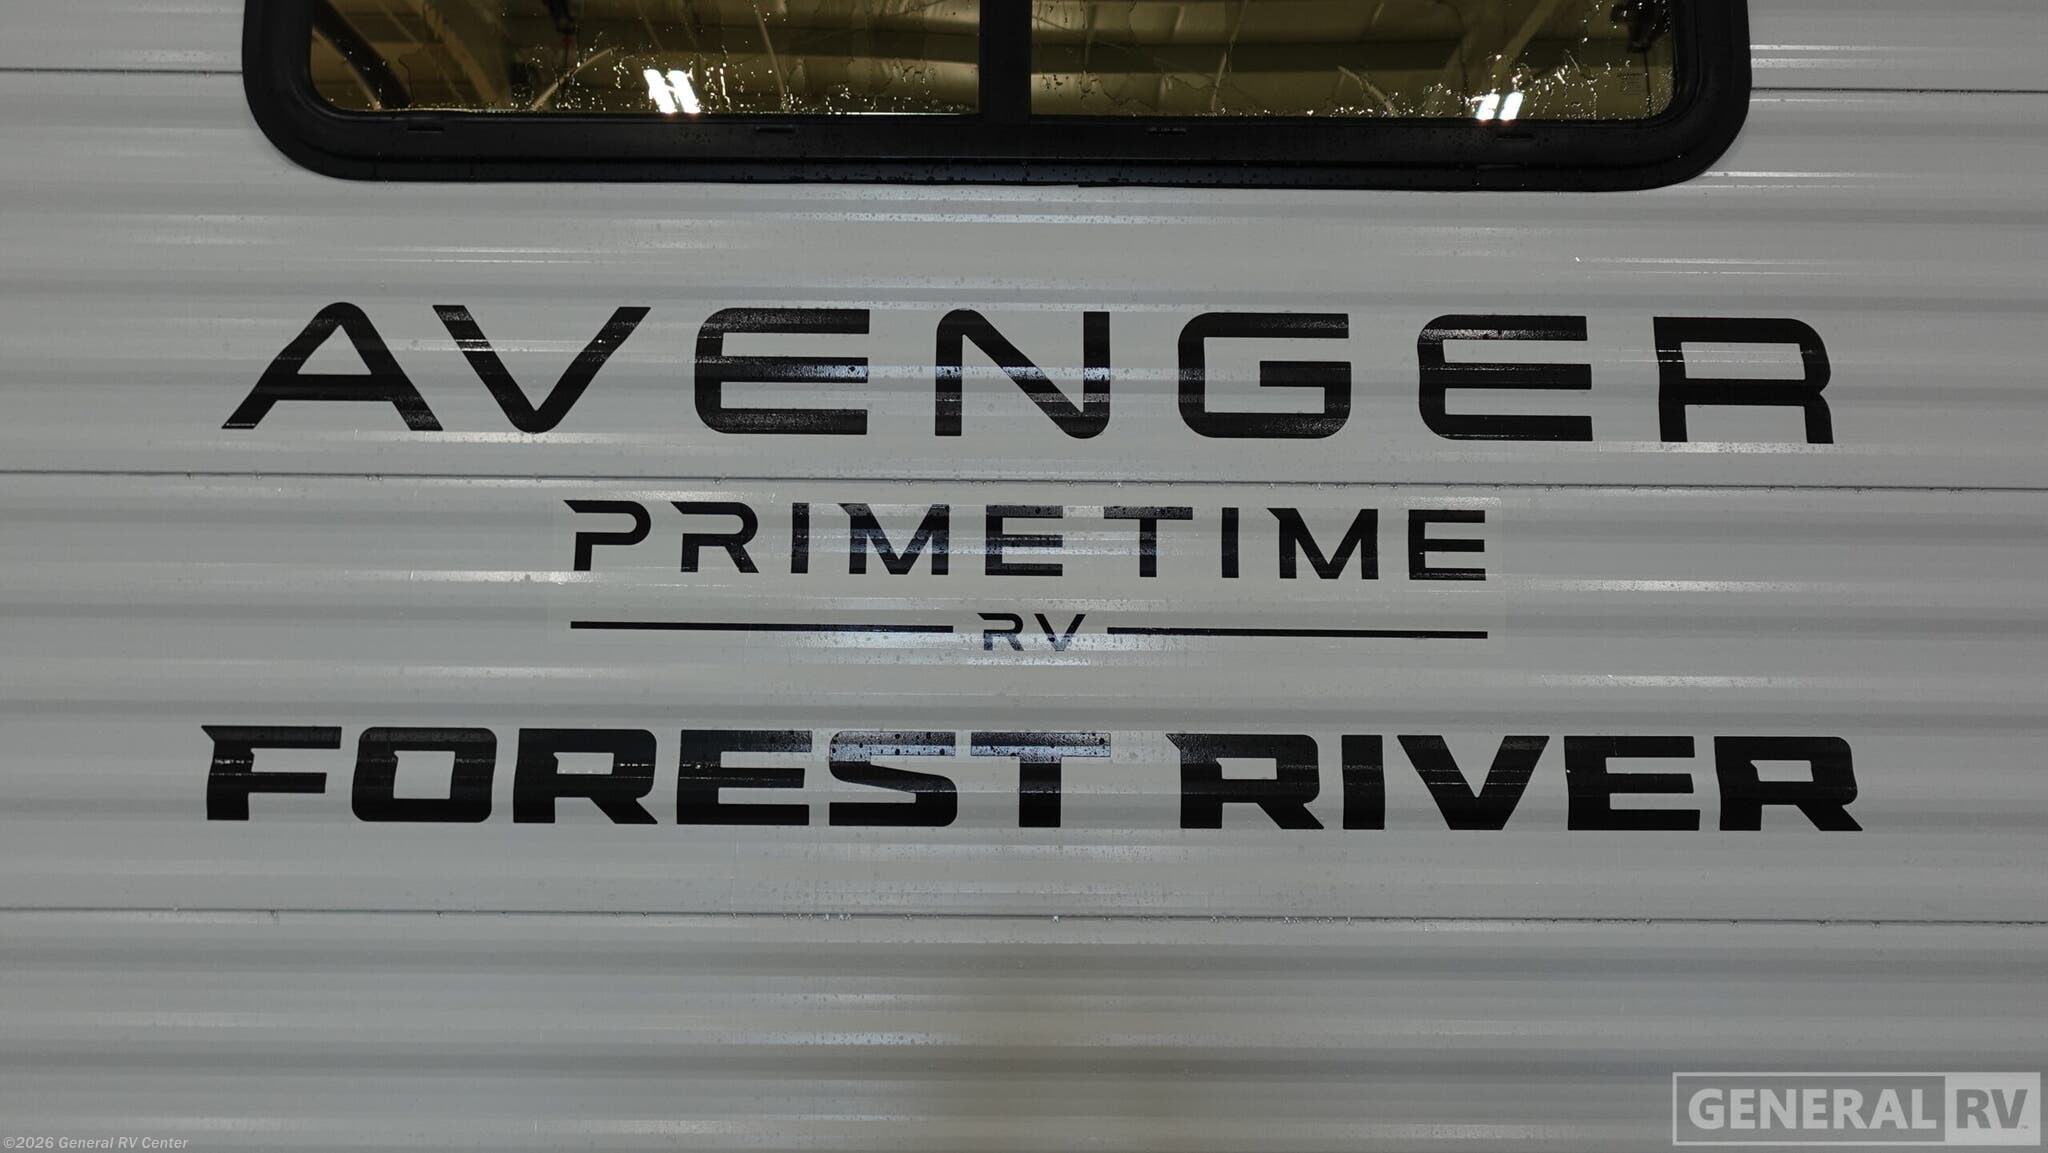 AVENGER
PRIMETIME
RV
FOREST RIVER
GENERAL RV
©2026 General RV Center